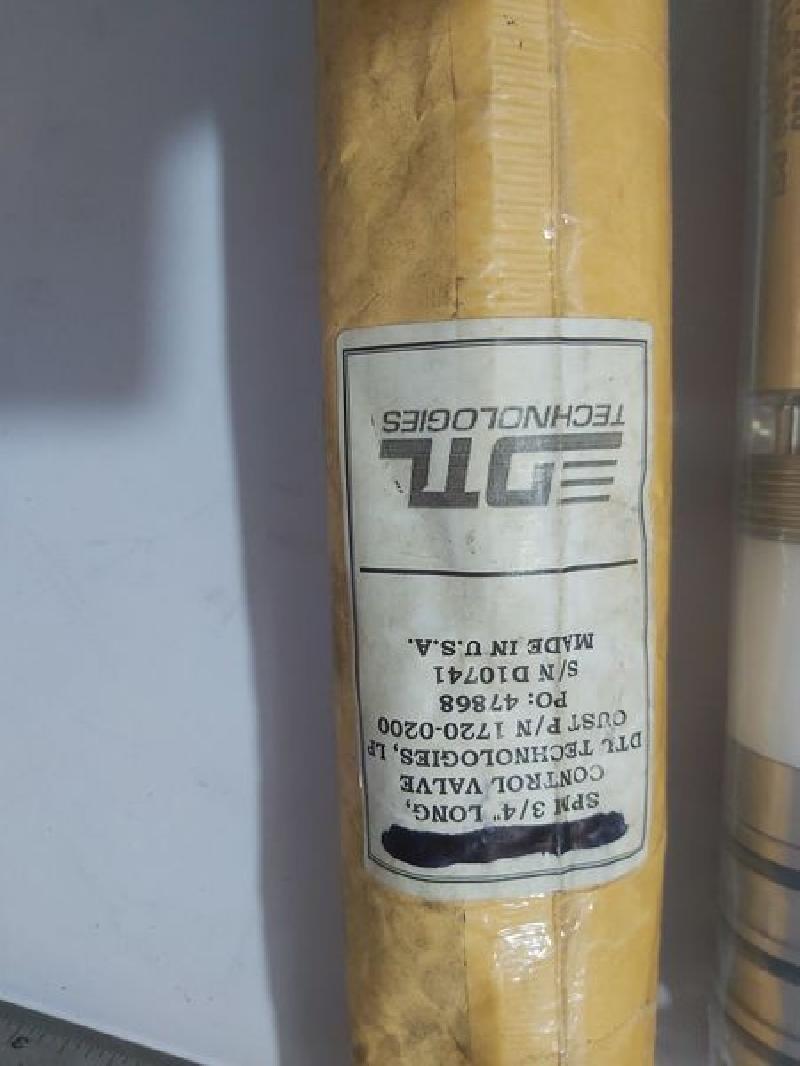 DTL
TECHNOLOGIES
SPM 3/4" LONG,
CONTROL VALVE
DTL TECHNOLOGIES, LP
CUST P/N 1720-0200
PO: 47868
S/N D10741
MADE IN U.S.A.
3